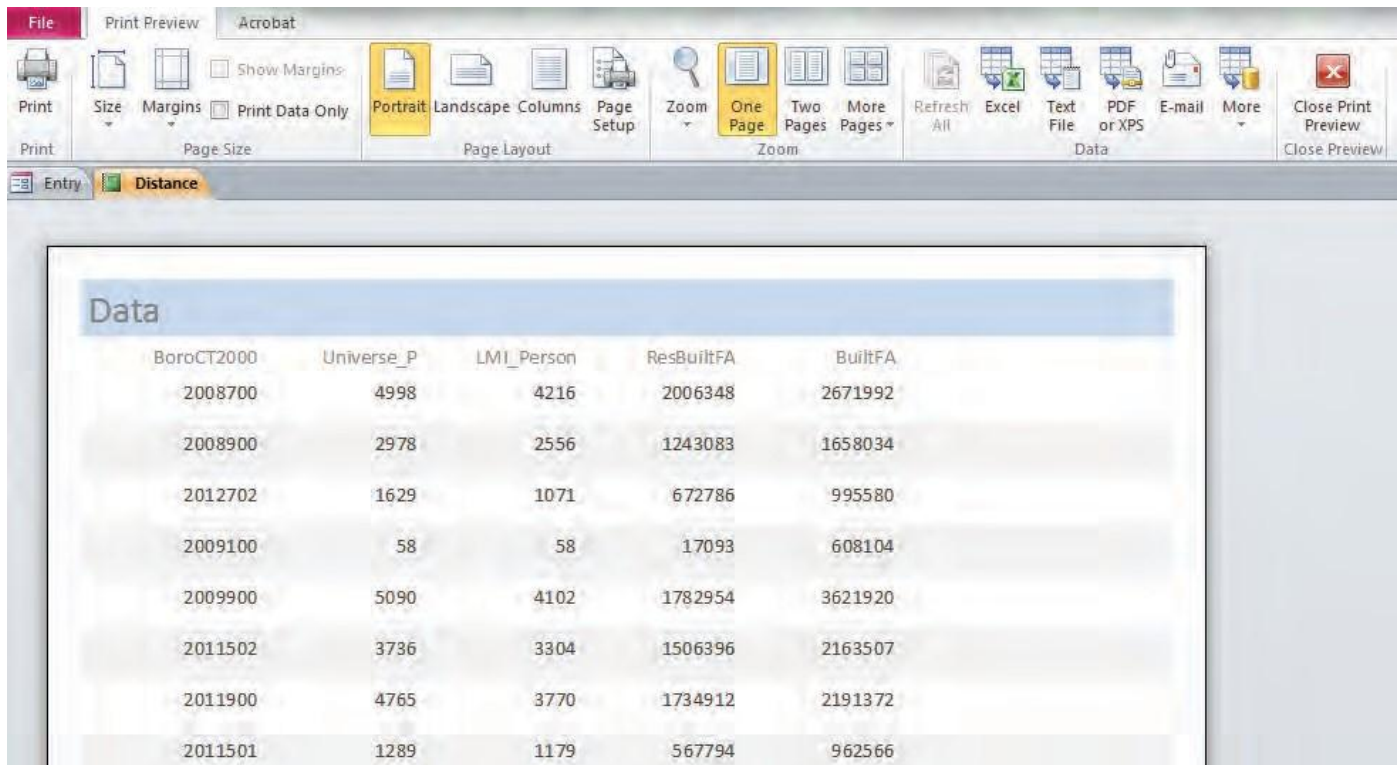 File Print Preview Acrobat
Show Margins
Print Size Margins Print Data Only Portrait Landscape Columns Page Setup Zoom One Page Two Pages More Pages Refresh All Excel Text File PDF or XPS E-mail More Close Print Preview
Print Page Size Page Layout Zoom Data Close Preview
Entry Distance
Data
BoroCT2000 Universe_P LMI_Person ResBuiltFA BuiltFA
2008700 4998 4216 2006348 2671992
2008900 2978 2556 1243083 1658034
2012702 1629 1071 672786 995580
2009100 58 58 17093 608104
2009900 5090 4102 1782954 3621920
2011502 3736 3304 1506396 2163507
2011900 4765 3770 1734912 2191372
2011501 1289 1179 567794 962566